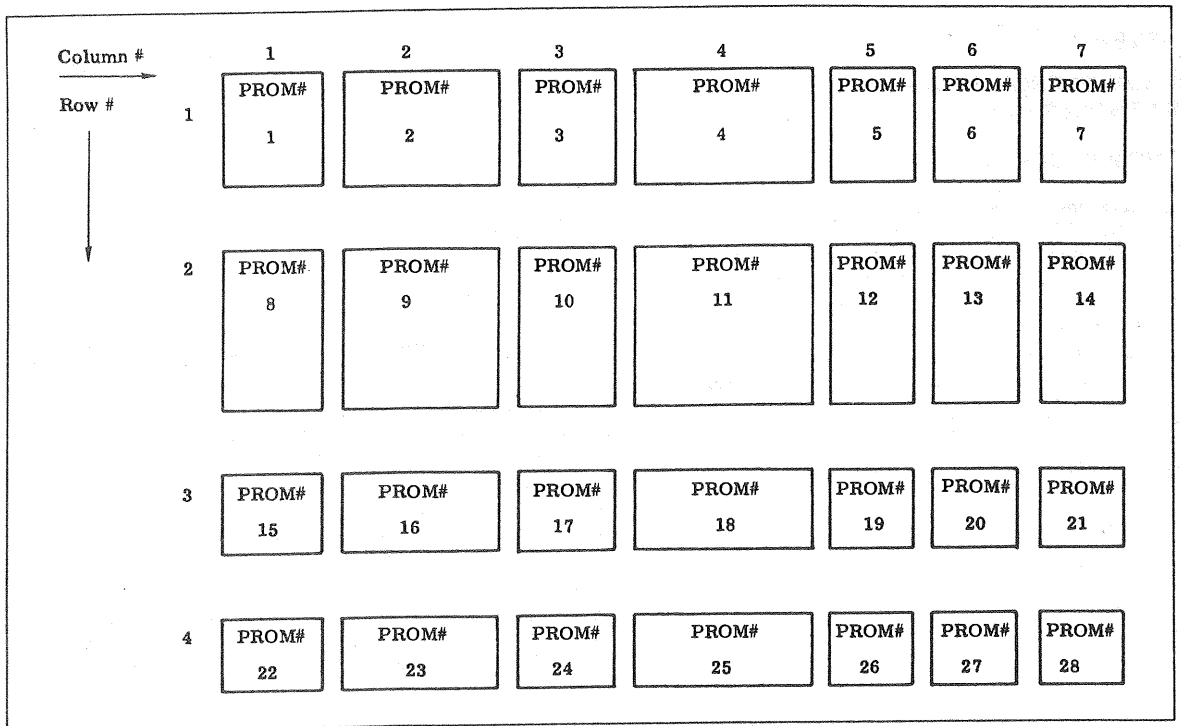 Column # 1 2 3 4 5 6 7
Row # 1 PROM# PROM# PROM# PROM# PROM# PROM# PROM#
1 2 3 4 5 6 7
2 PROM# PROM# PROM# PROM# PROM# PROM# PROM#
8 9 10 11 12 13 14
3 PROM# PROM# PROM# PROM# PROM# PROM# PROM#
15 16 17 18 19 20 21
4 PROM# PROM# PROM# PROM# PROM# PROM# PROM#
22 23 24 25 26 27 28